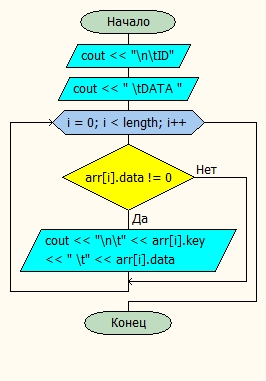 Начало
cout << "\n\tID"
cout << " \tDATA "
i = 0; i < length; i++
arr[i].data != 0
Нет
Да
cout << "\n\t" << arr[i].key
<< " \t" << arr[i].data
Конец